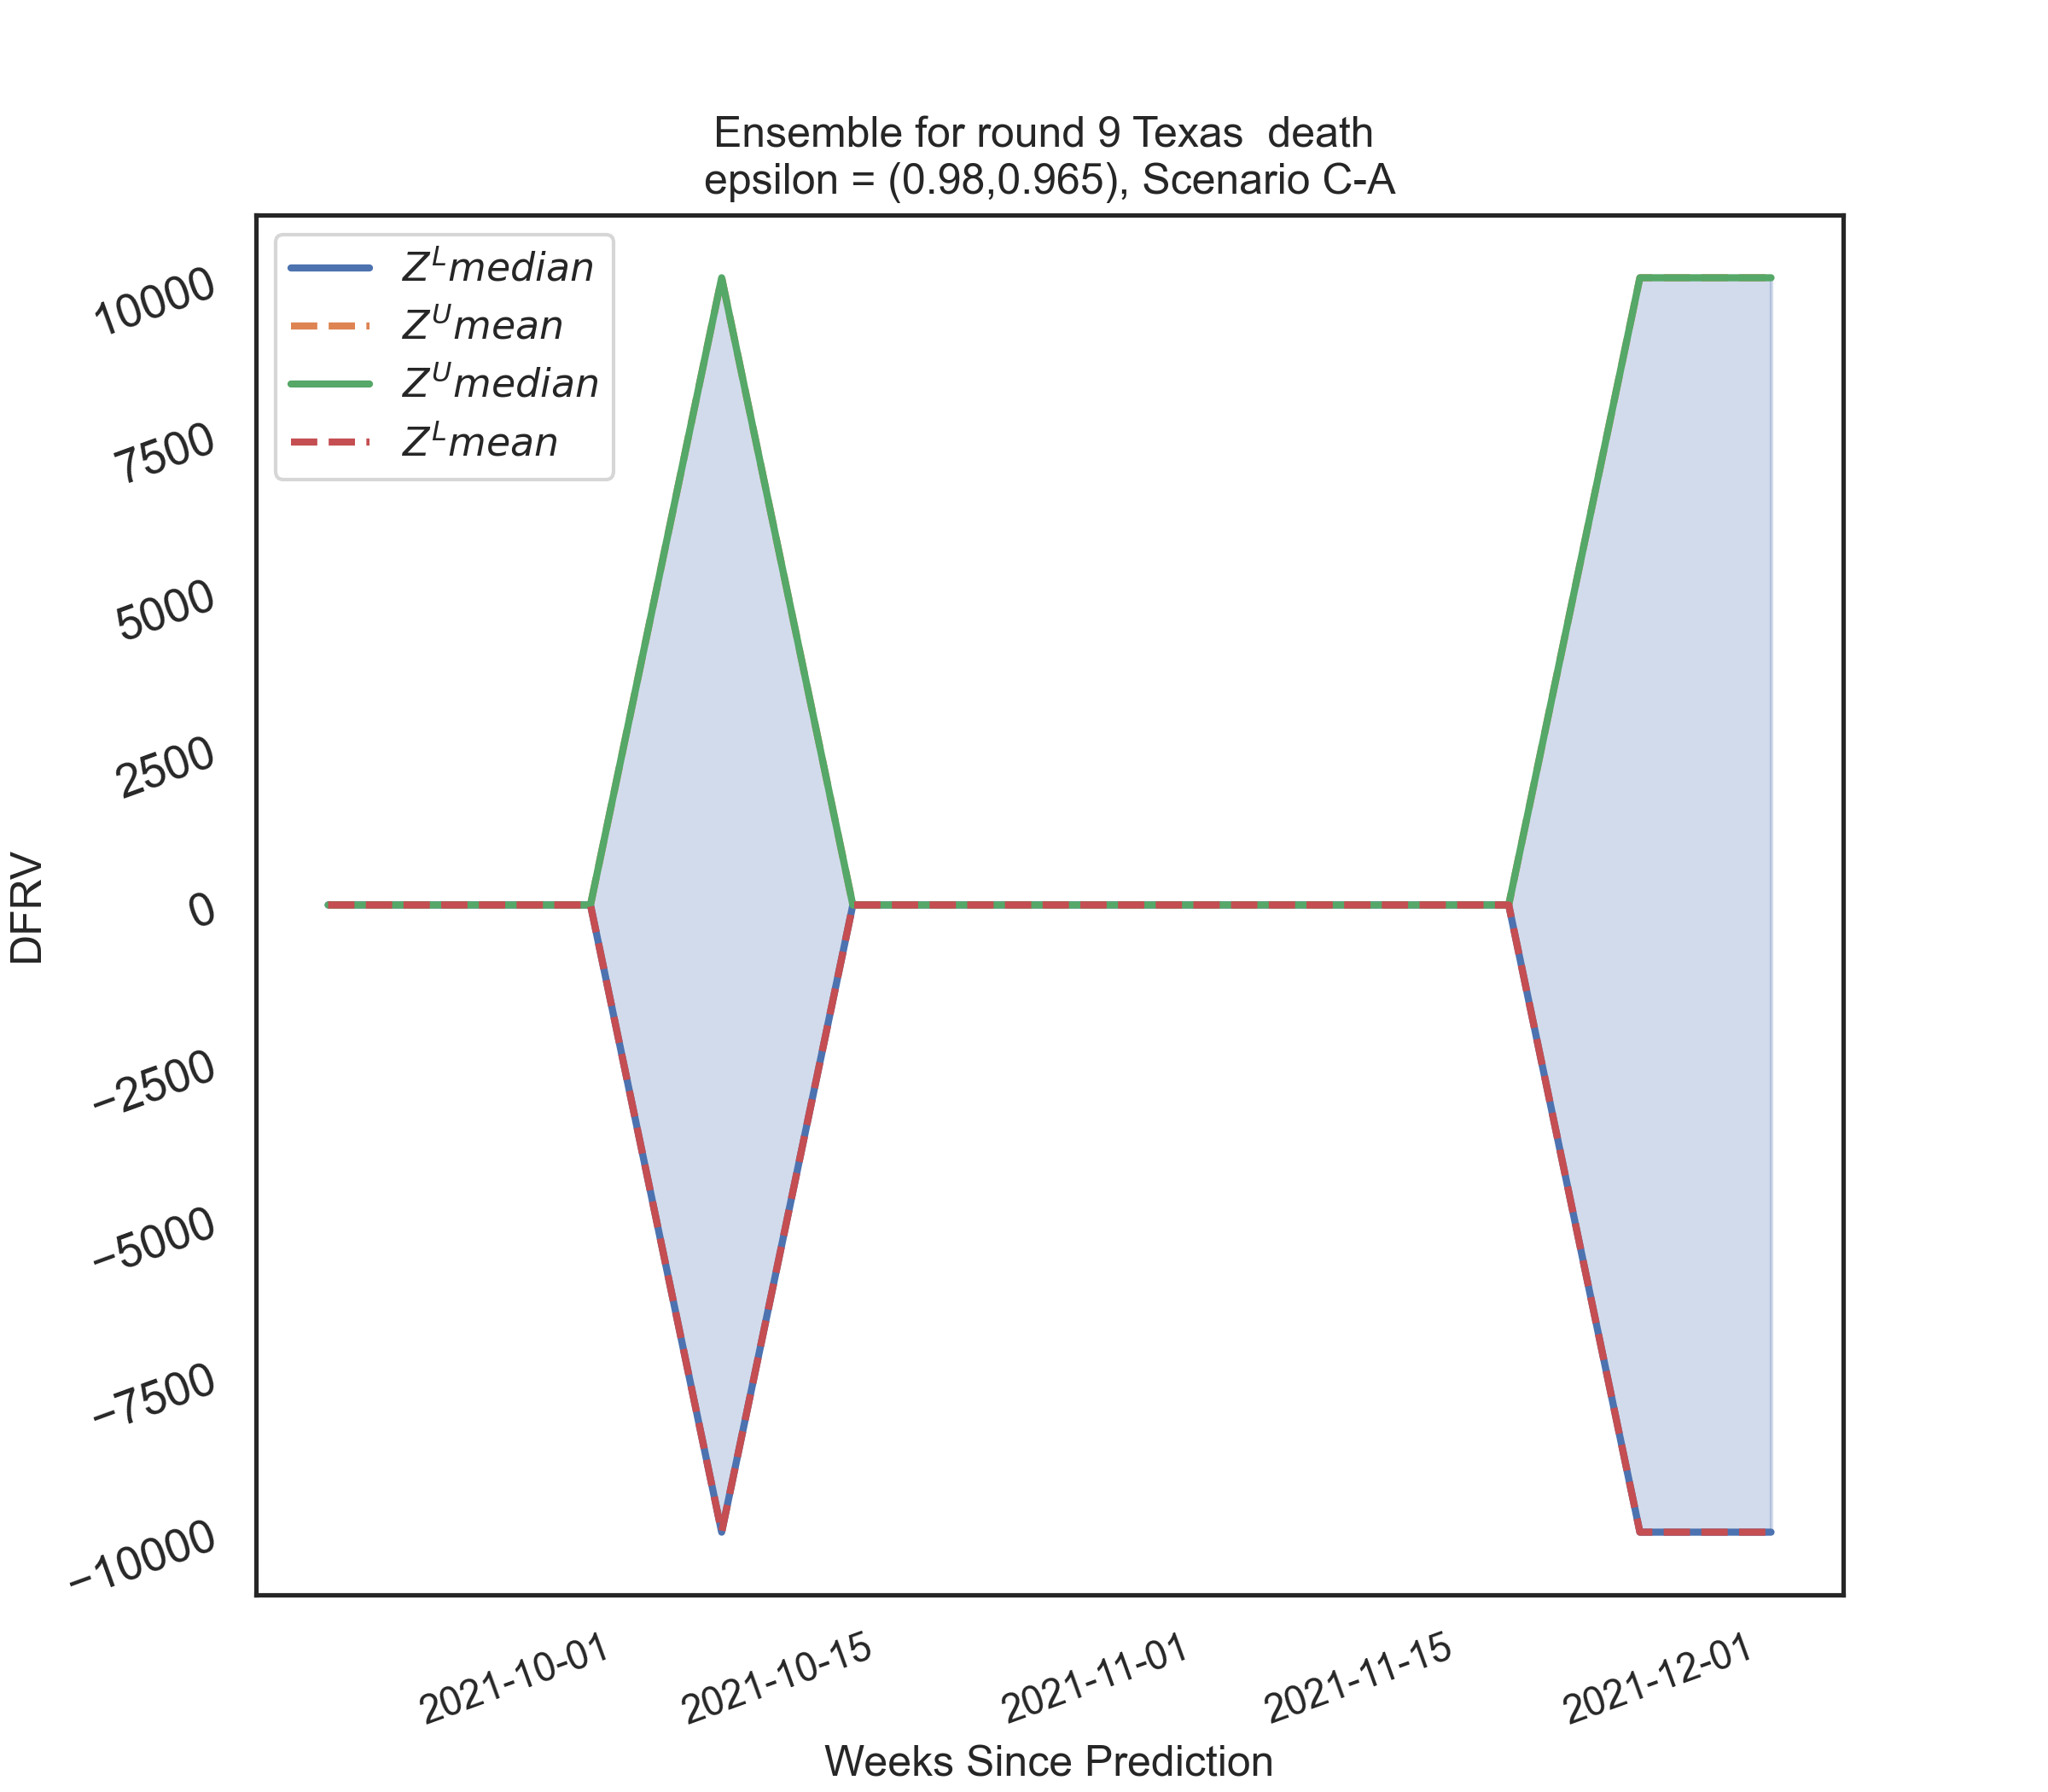 Ensemble for round 9 Texas  death
epsilon = (0.98,0.965), Scenario C-A
Z^L median
Z^U mean
Z^U median
Z^L mean
10000
7500
5000
2500
0
−2500
−5000
−7500
−10000
DFRV
2021-10-01
2021-10-15
2021-11-01
2021-11-15
2021-12-01
Weeks Since Prediction